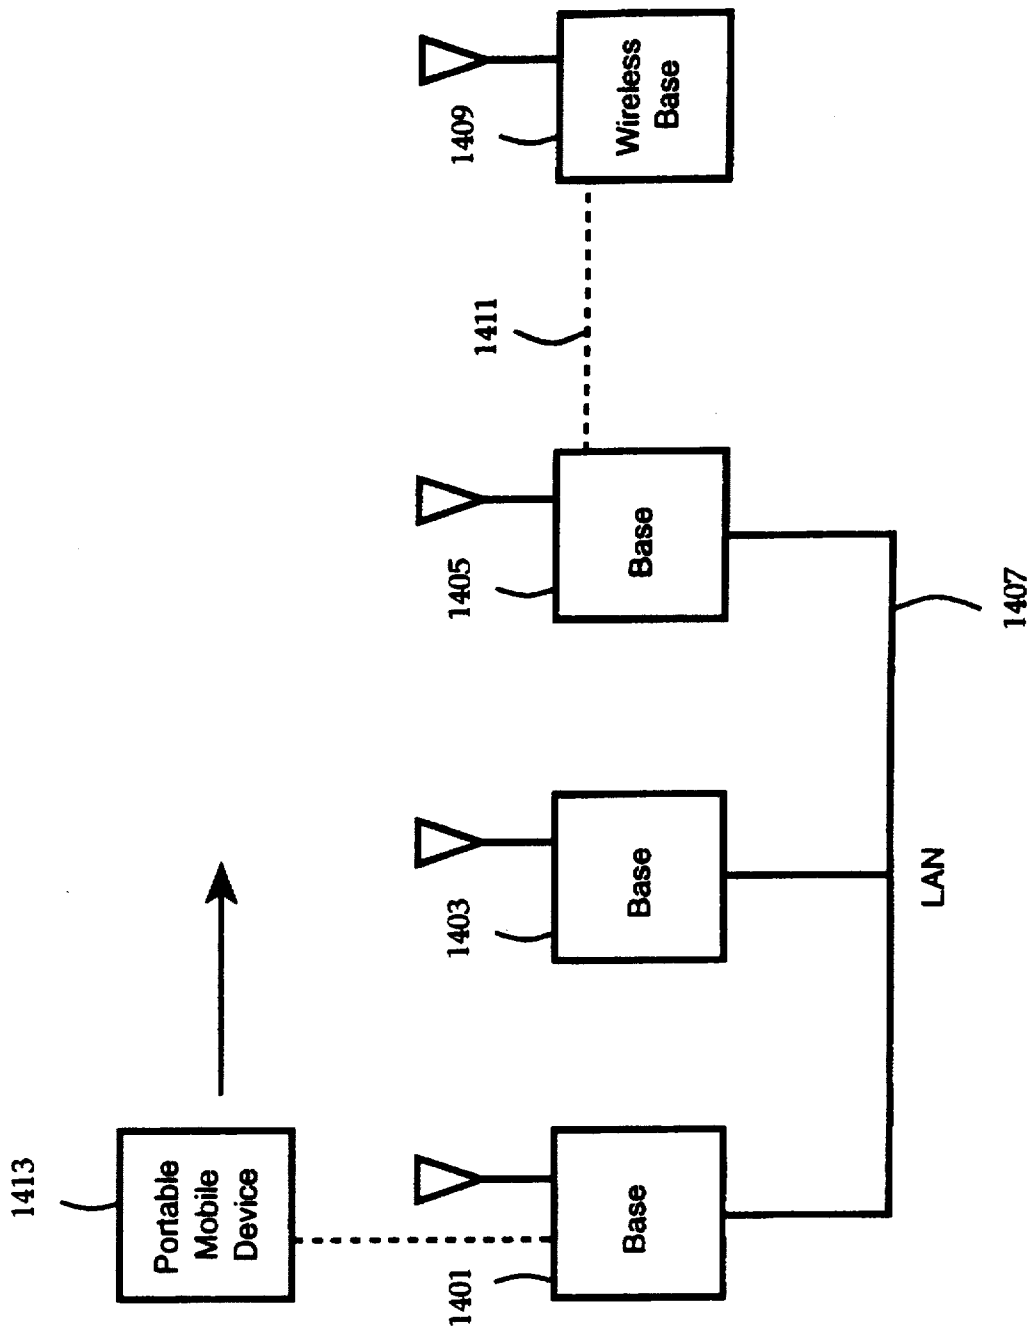 1413
Portable
Mobile
Device
1401
Base
1403
Base
1405
Base
1411
1409
Wireless
Base
LAN
1407